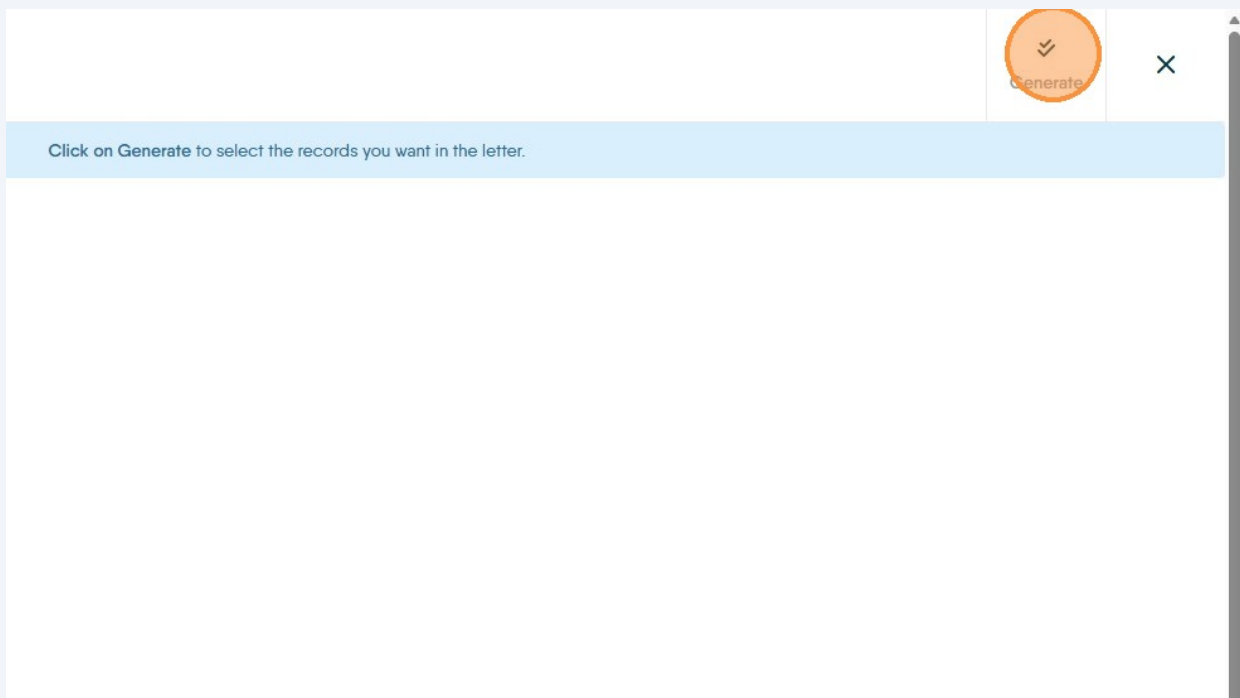 Generate
Click on Generate to select the records you want in the letter.